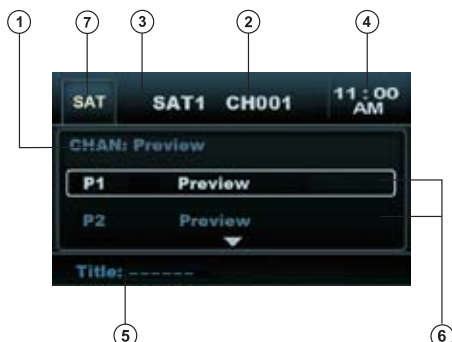 1 7 3 2 4
SAT SAT1 CH001 11:00 AM
CHAN: Preview
P1 Preview
P2 Preview
Title: ------
5 6